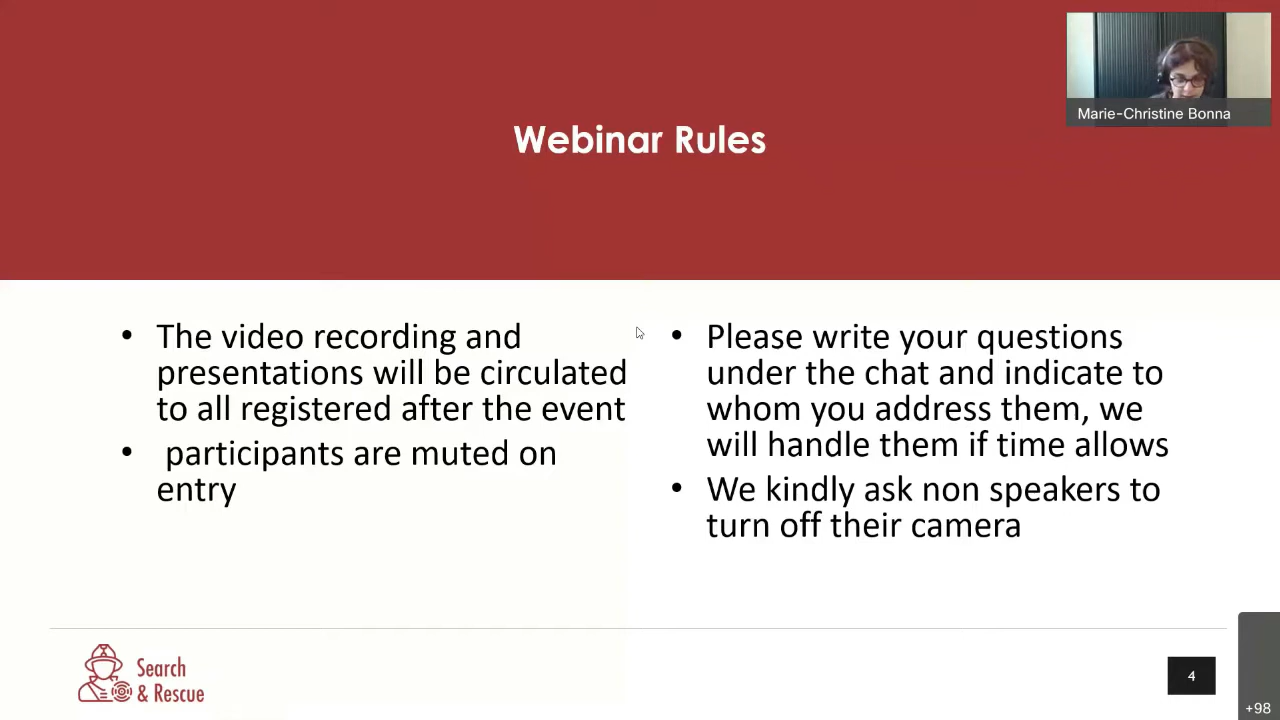 Marie-Christine Bonna
Webinar Rules
• The video recording and
presentations will be circulated
to all registered after the event
• participants are muted on
entry
• Please write your questions
under the chat and indicate to
whom you address them, we
will handle them if time allows
• We kindly ask non speakers to
turn off their camera
Search
& Rescue
4
+98